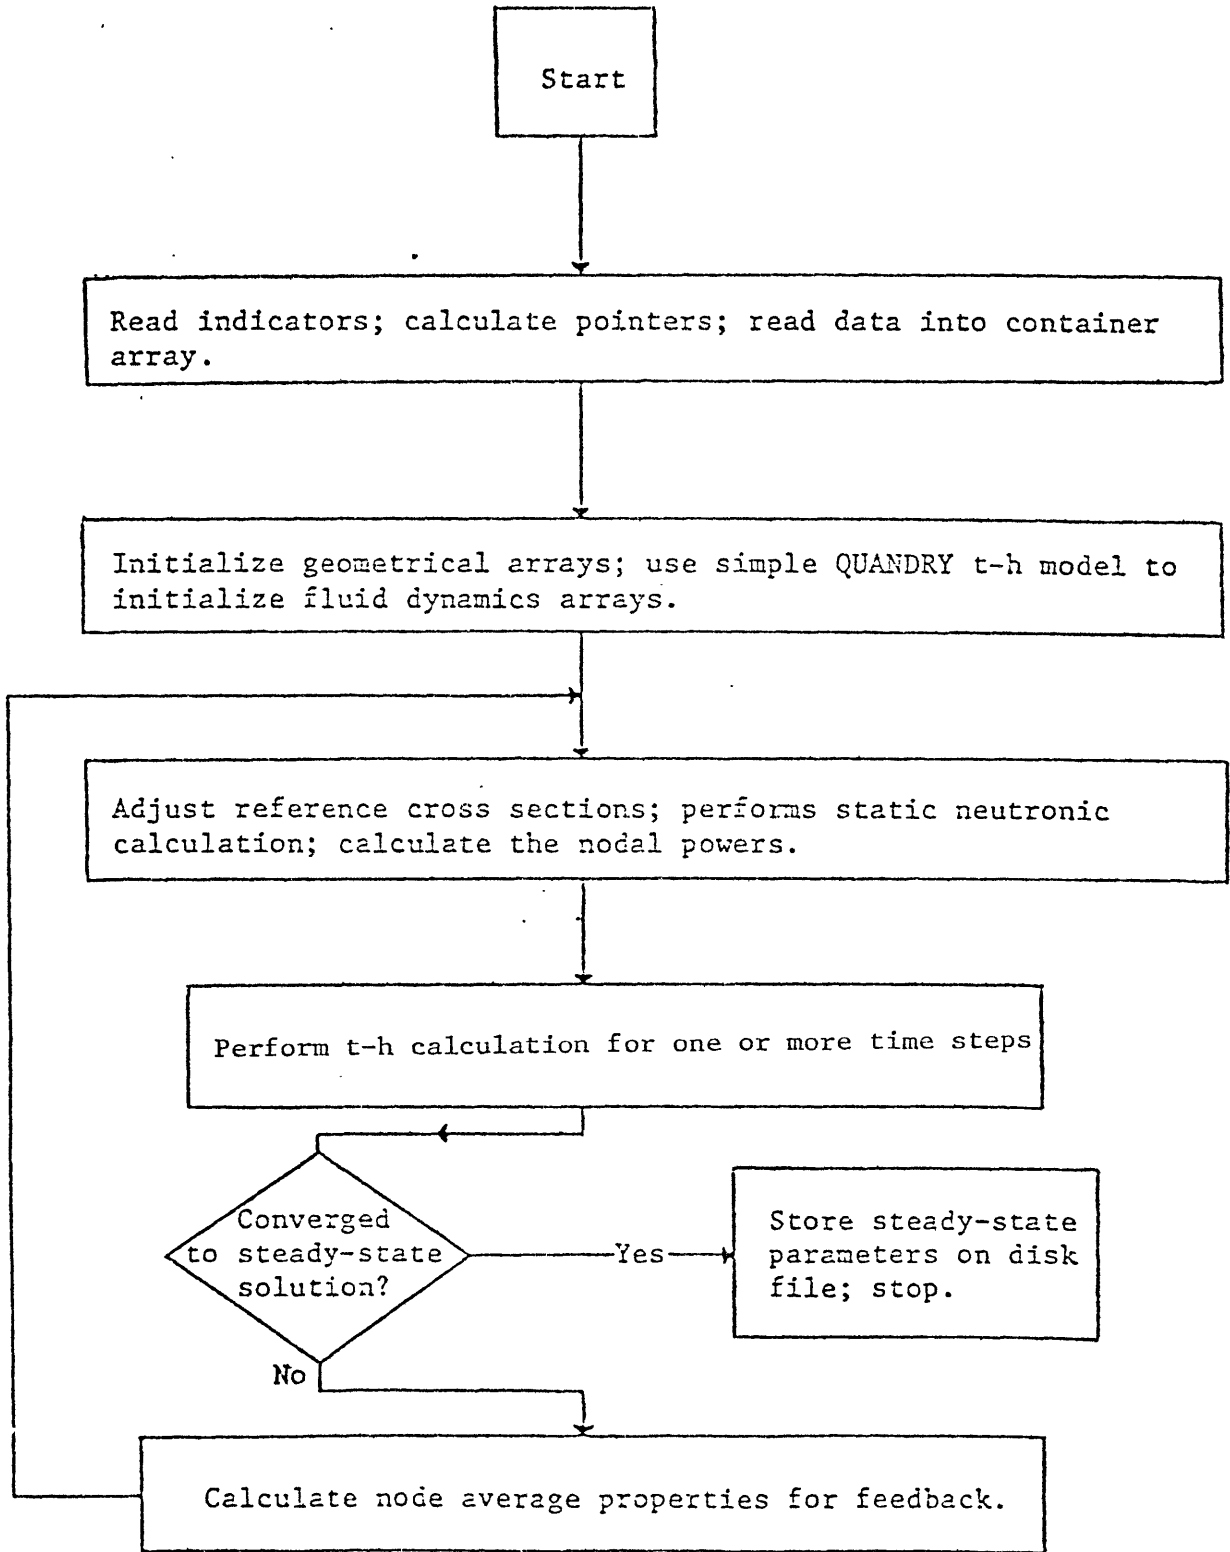 Start
Read indicators; calculate pointers; read data into container
array.
Initialize geometrical arrays; use simple QUANDRY t-h model to
initialize fluid dynamics arrays.
Adjust reference cross sections; performs static neutronic
calculation; calculate the nodal powers.
Perform t-h calculation for one or more time steps
Converged
to steady-state
solution?
Yes
Store steady-state
parameters on disk
file; stop.
No
Calculate node average properties for feedback.